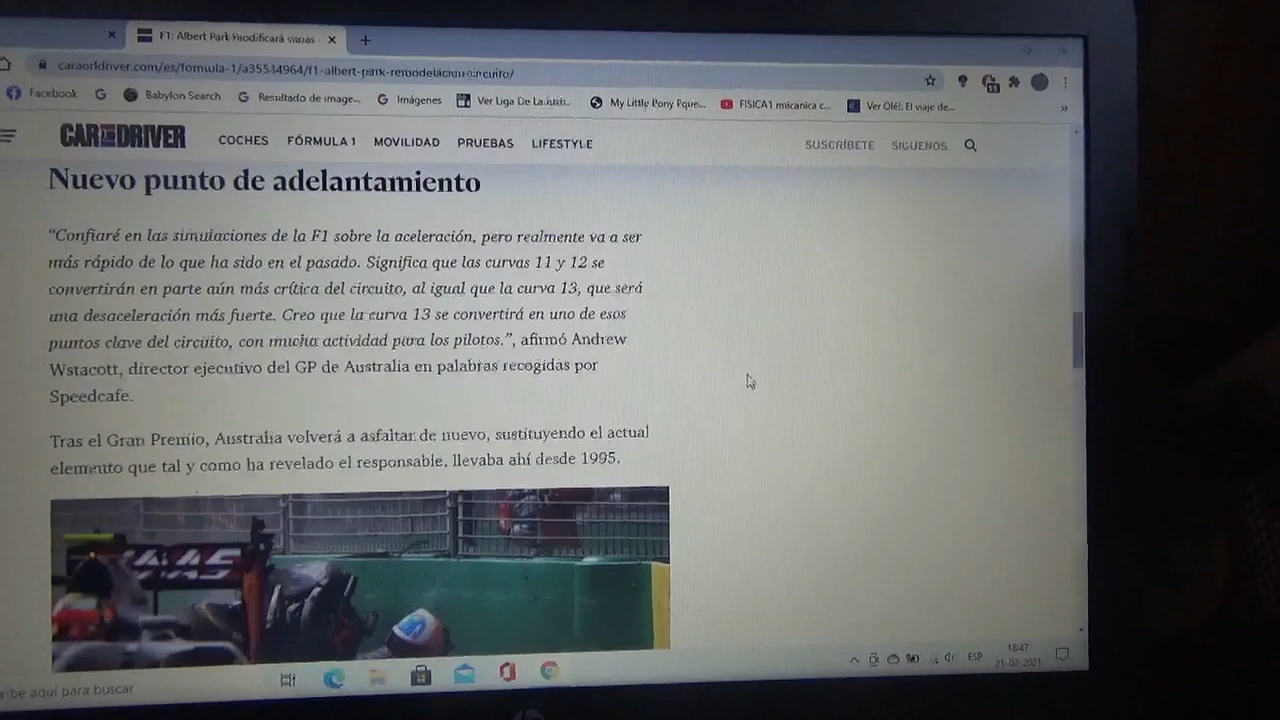 F1: Albert Park modificará varias
caranddriver.com/es/formula-1/a35534964/f1-albert-park-remodelacion-circuito/
Facebook
Babylon Search
Resultado de image...
Imágenes
Ver Liga De La Justi...
My Little Pony Eque...
FISICA1 mecanica c...
Ver Olé!: El viaje de...
CAR AND DRIVER
COCHES FÓRMULA 1 MOVILIDAD PRUEBAS LIFESTYLE
SUSCRÍBETE SÍGUENOS
Nuevo punto de adelantamiento
“Confiaré en las simulaciones de la F1 sobre la aceleración, pero realmente va a ser
más rápido de lo que ha sido en el pasado. Significa que las curvas 11 y 12 se
convertirán en parte aún más crítica del circuito, al igual que la curva 13, que será
una desaceleración más fuerte. Creo que la curva 13 se convertirá en uno de esos
puntos clave del circuito, con mucha actividad para los pilotos.”, afirmó Andrew
Wstacott, director ejecutivo del GP de Australia en palabras recogidas por
Speedcafe.
Tras el Gran Premio, Australia volverá a asfaltar de nuevo, sustituyendo el actual
elemento que tal y como ha revelado el responsable, llevaba ahí desde 1995.
HAAS
ribe aquí para buscar
ESP
18:47
21-02-2021